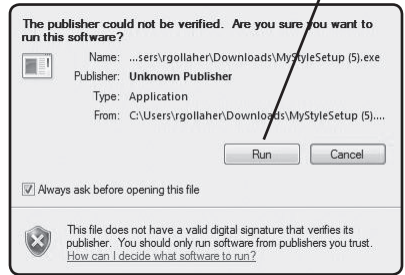 The publisher could not be verified. Are you sure you want to
run this software?
Name: ...sers\rgollaher\Downloads\MyStyleSetup (5).exe
Publisher: Unknown Publisher
Type: Application
From: C:\Users\rgollaher\Downloads\MyStyleSetup (5)....
Run Cancel
Always ask before opening this file
This file does not have a valid digital signature that verifies its
publisher. You should only run software from publishers you trust.
How can I decide what software to run?